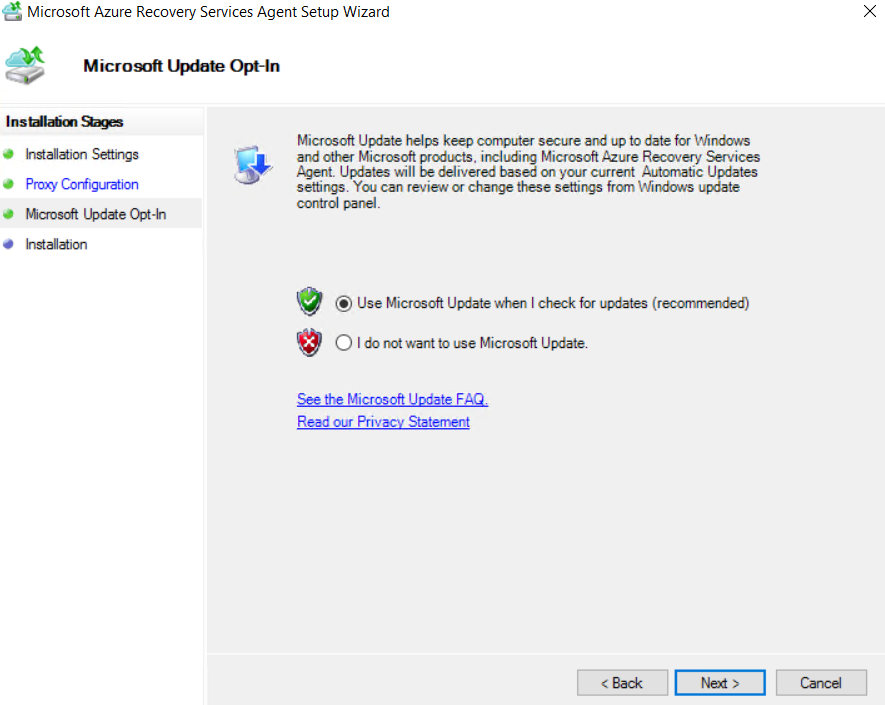 Microsoft Azure Recovery Services Agent Setup Wizard
Microsoft Update Opt-In
Installation Stages
Installation Settings
Proxy Configuration
Microsoft Update Opt-In
Installation
Microsoft Update helps keep computer secure and up to date for Windows
and other Microsoft products, including Microsoft Azure Recovery Services
Agent. Updates will be delivered based on your current  Automatic Updates
settings. You can review or change these settings from Windows update
control panel.
Use Microsoft Update when I check for updates (recommended)
I do not want to use Microsoft Update.
See the Microsoft Update FAQ.
Read our Privacy Statement
< Back
Next >
Cancel